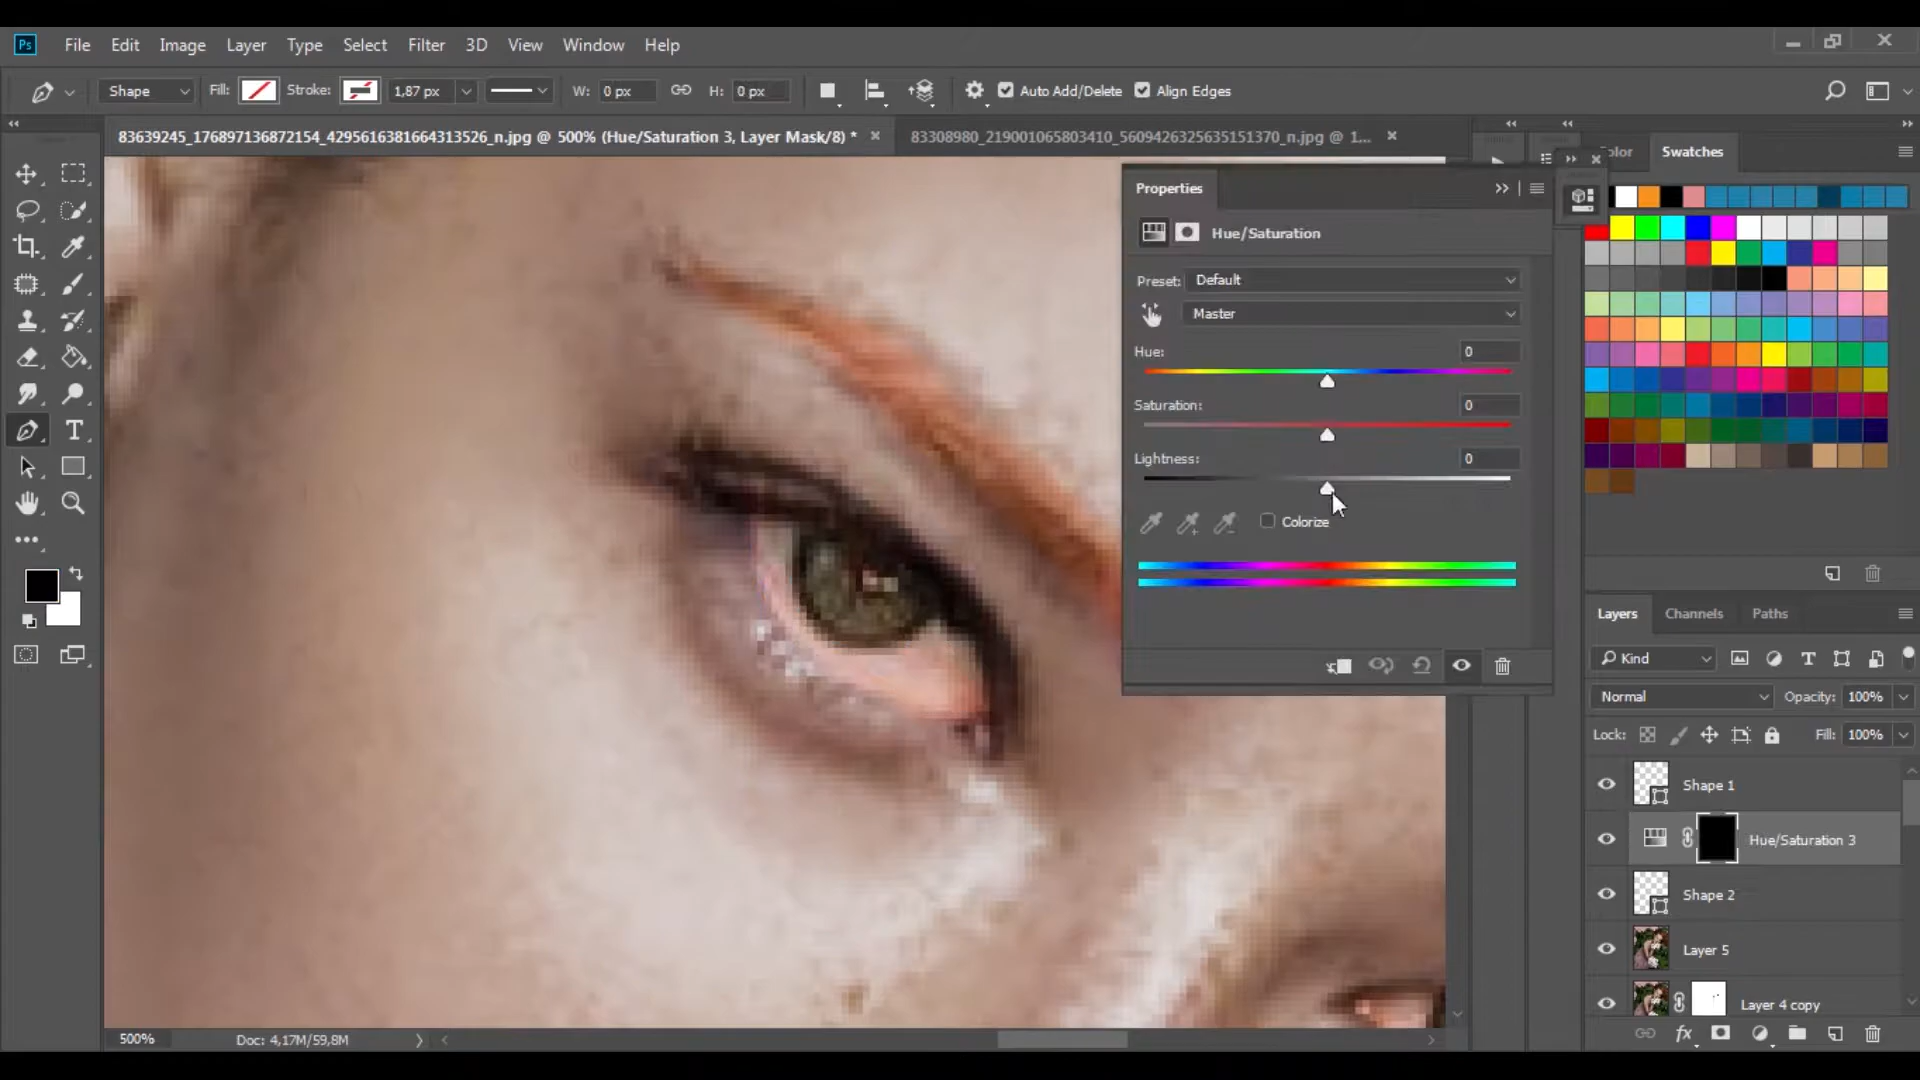 Ps File Edit Image Layer Type Select Filter 3D View Window Help
Shape Fill: Stroke: 1,87 px W: 0 px H: 0 px Auto Add/Delete Align Edges
83639245_176897136872154_4295616381664313526_n.jpg @ 500% (Hue/Saturation 3, Layer Mask/8) *
83308980_219001065803410_5609426325635151370_n.jpg @ 1...
olor Swatches
Properties
Hue/Saturation
Preset: Default
Master
Hue: 0
Saturation: 0
Lightness: 0
Colorize
Layers Channels Paths
Kind
Normal Opacity: 100%
Lock: Fill: 100%
Shape 1
Hue/Saturation 3
Shape 2
Layer 5
Layer 4 copy
fx
500% Doc: 4,17M/59,8M